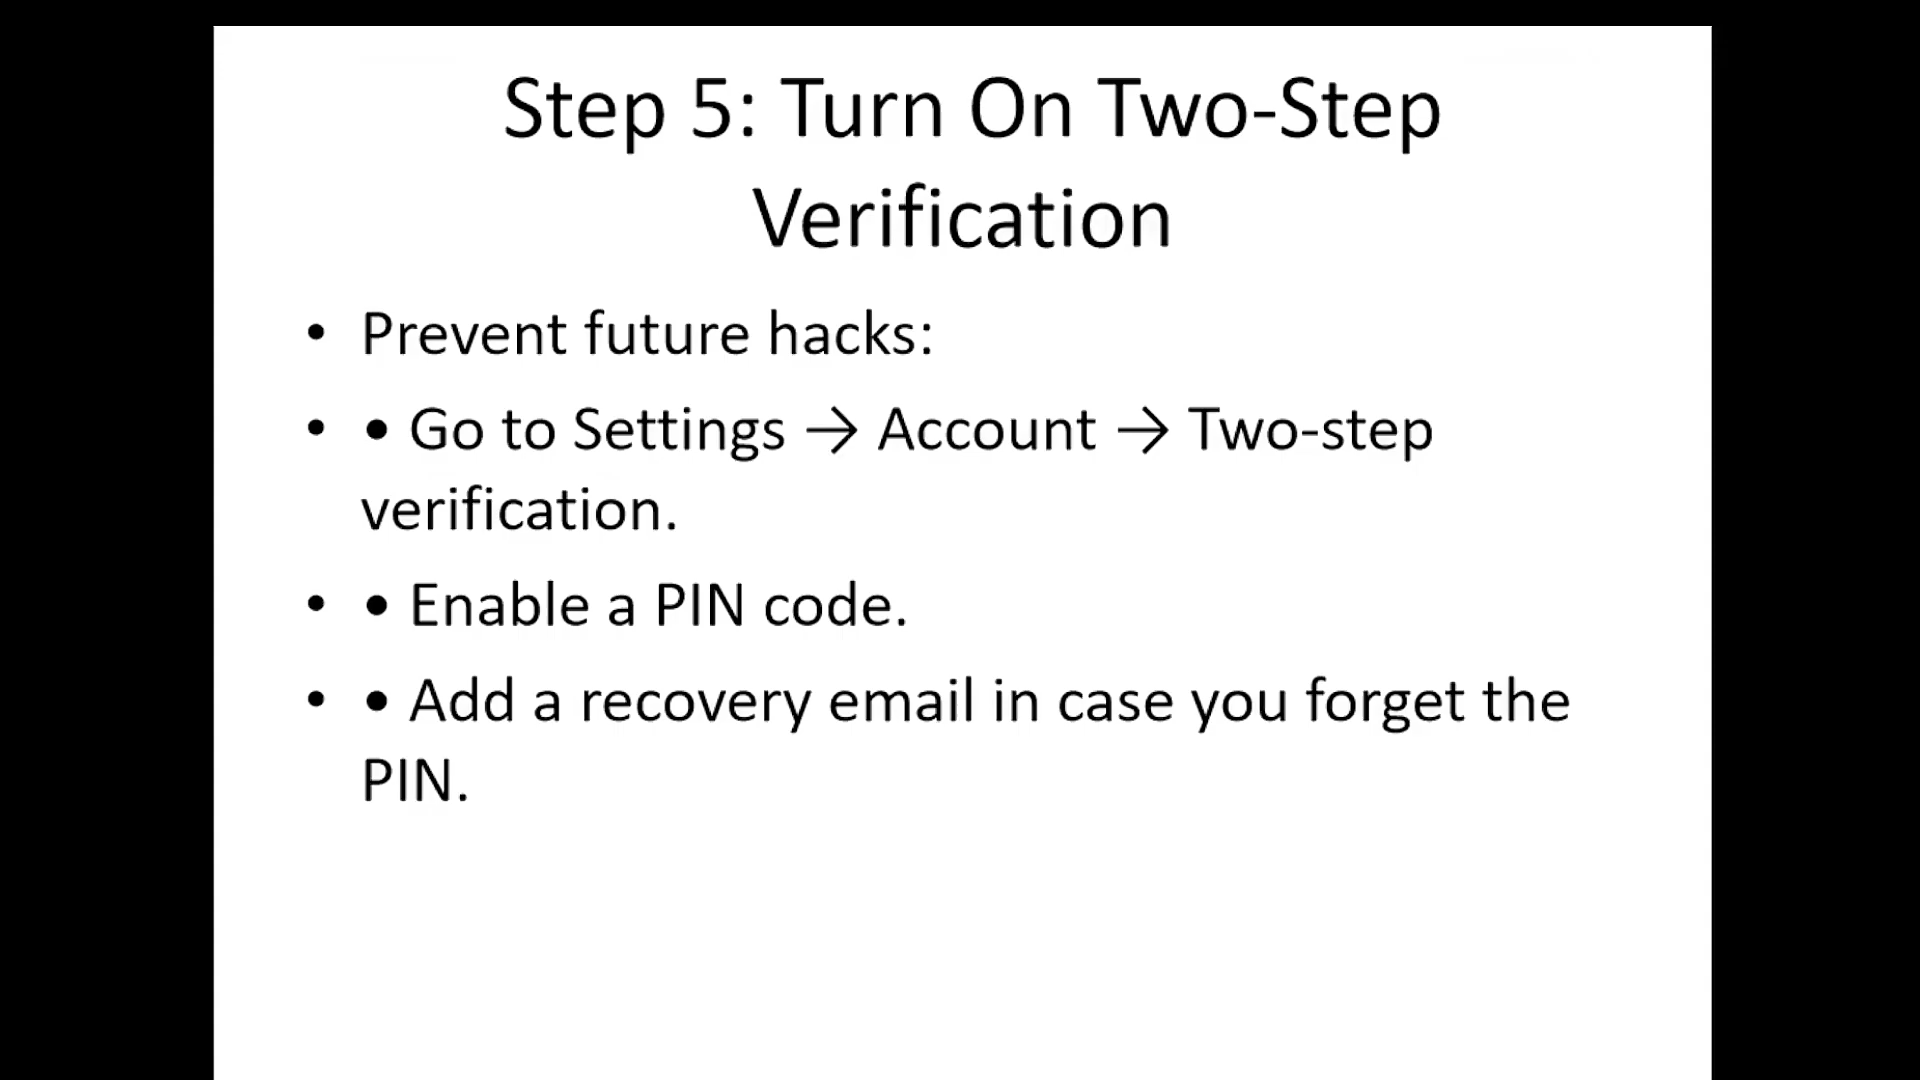 Step 5: Turn On Two-Step
Verification
• Prevent future hacks:
• • Go to Settings → Account → Two-step
verification.
• • Enable a PIN code.
• • Add a recovery email in case you forget the
PIN.